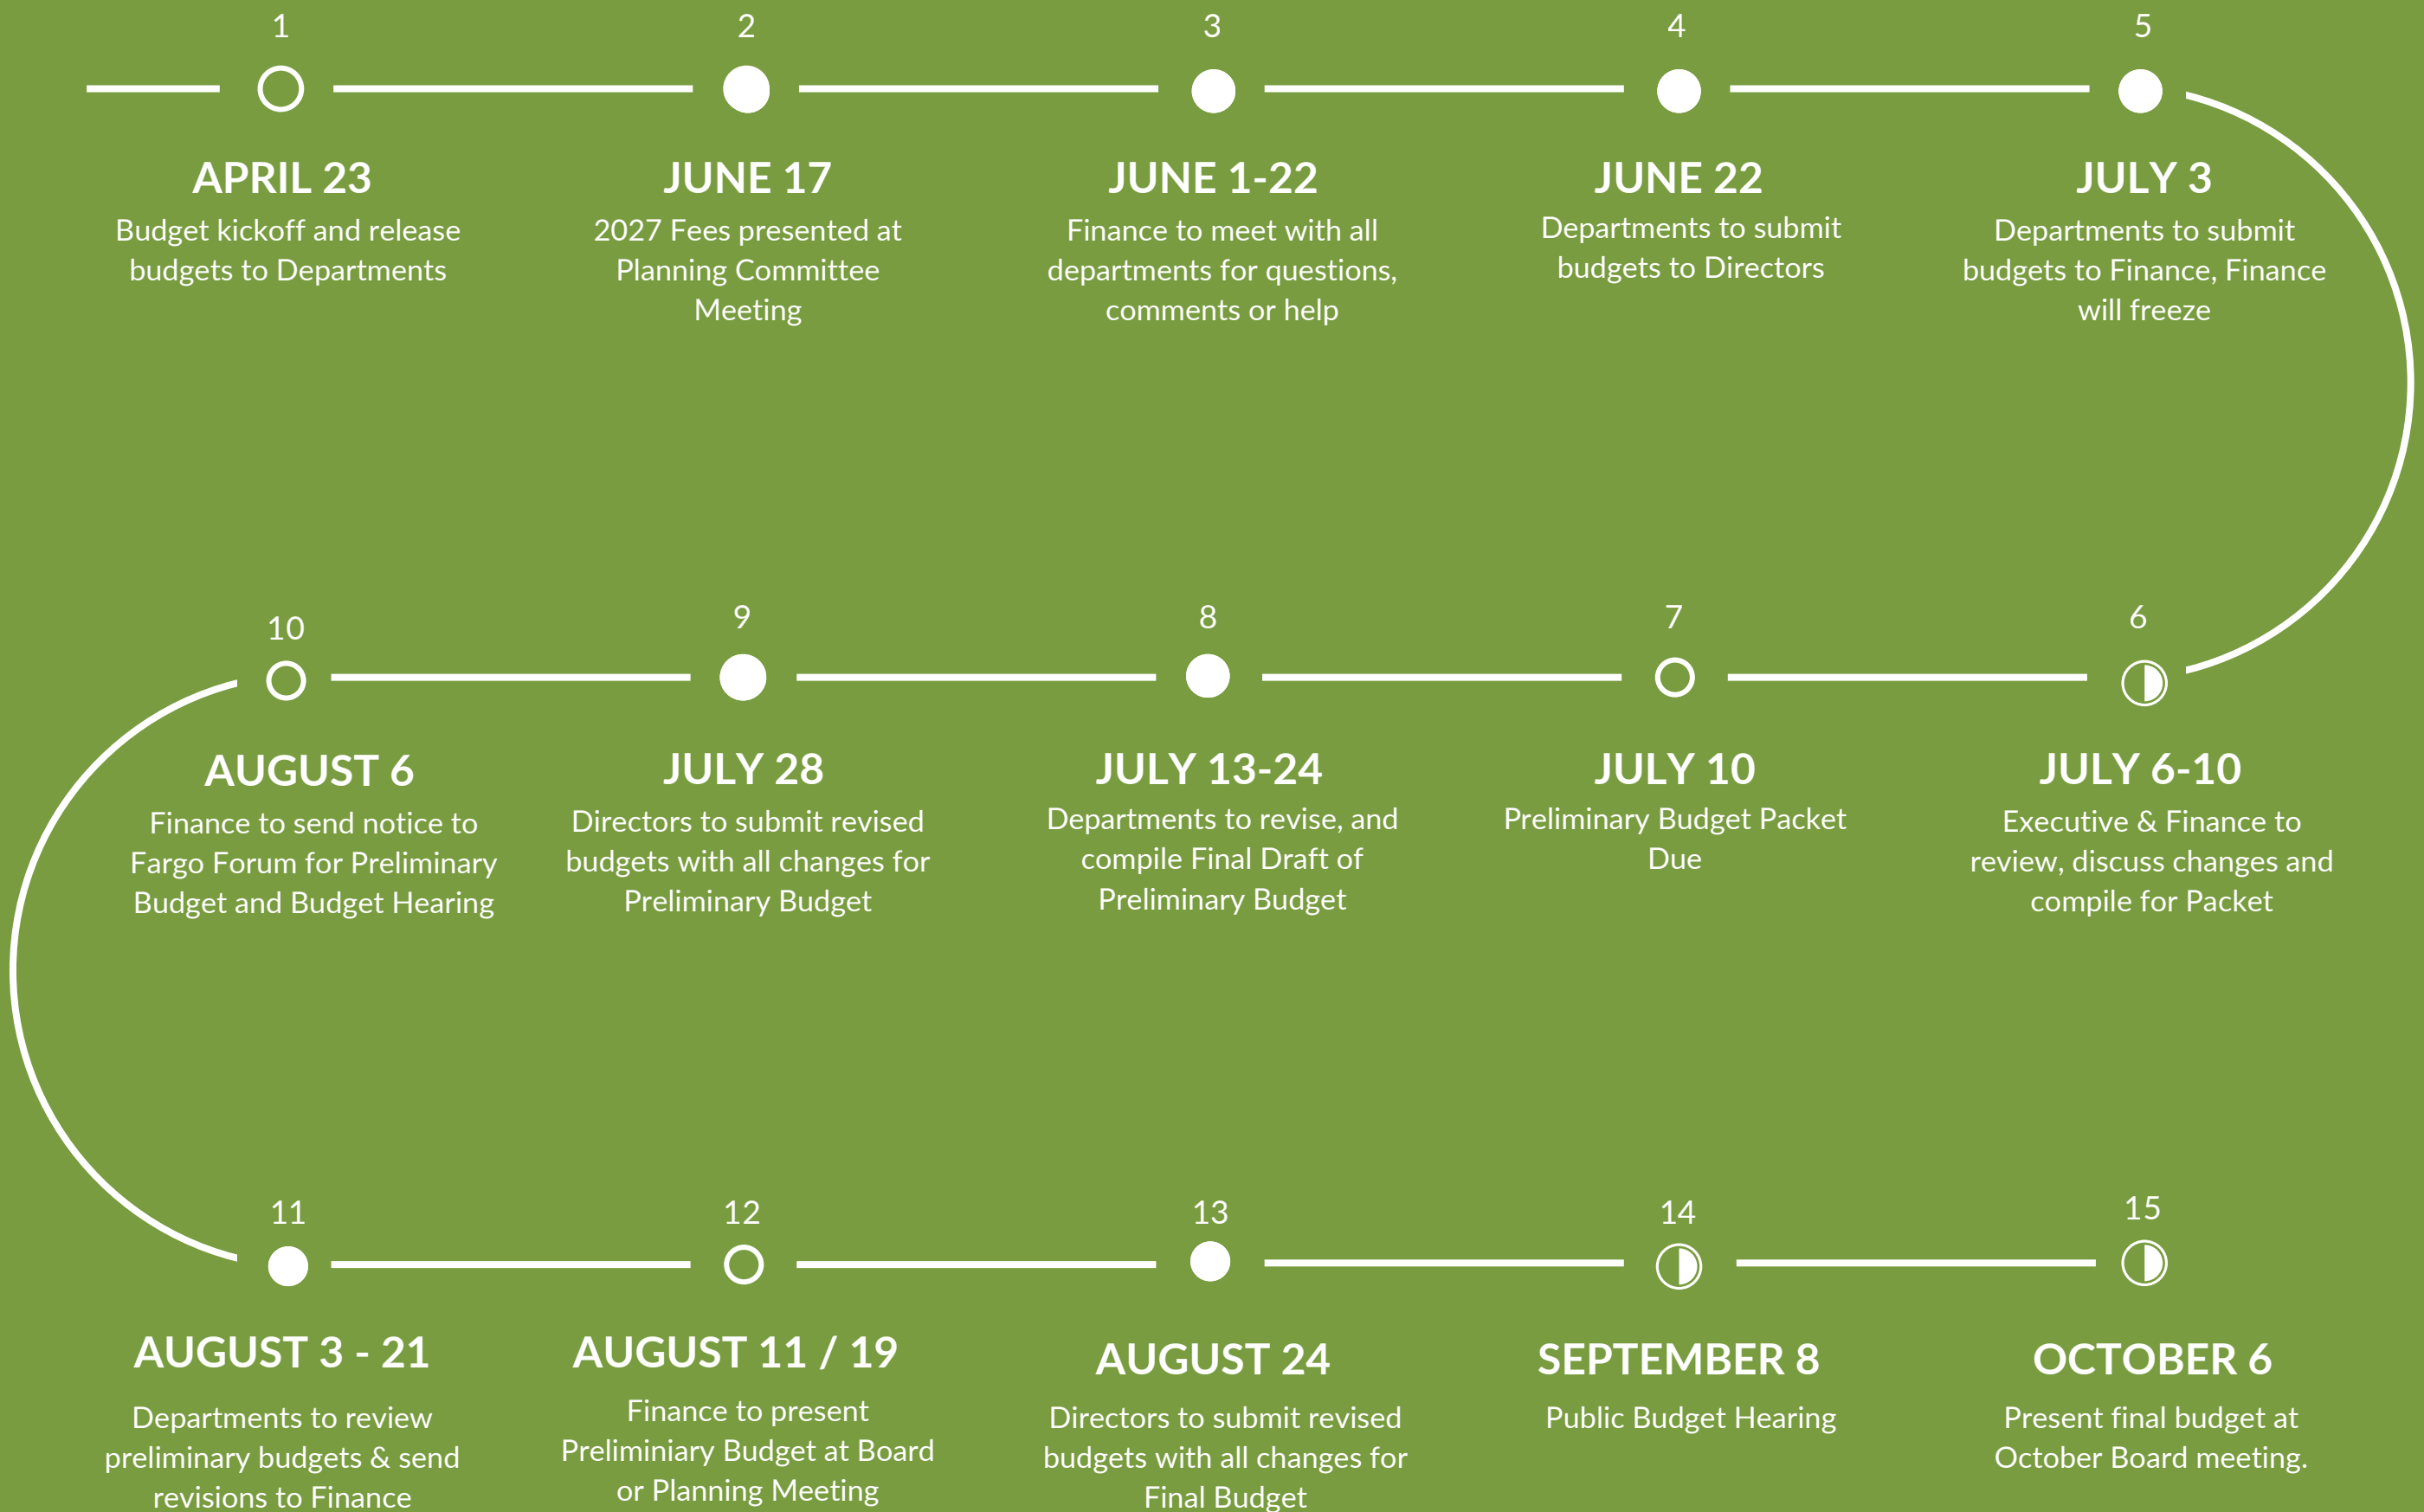 1
APRIL 23
Budget kickoff and release
budgets to Departments
2
JUNE 17
2027 Fees presented at
Planning Committee
Meeting
3
JUNE 1-22
Finance to meet with all
departments for questions,
comments or help
4
JUNE 22
Departments to submit
budgets to Directors
5
JULY 3
Departments to submit
budgets to Finance, Finance
will freeze
6
JULY 6-10
Executive & Finance to
review, discuss changes and
compile for Packet
7
JULY 10
Preliminary Budget Packet
Due
8
JULY 13-24
Departments to revise, and
compile Final Draft of
Preliminary Budget
9
JULY 28
Directors to submit revised
budgets with all changes for
Preliminary Budget
10
AUGUST 6
Finance to send notice to
Fargo Forum for Preliminary
Budget and Budget Hearing
11
AUGUST 3 - 21
Departments to review
preliminary budgets & send
revisions to Finance
12
AUGUST 11 / 19
Finance to present
Preliminiary Budget at Board
or Planning Meeting
13
AUGUST 24
Directors to submit revised
budgets with all changes for
Final Budget
14
SEPTEMBER 8
Public Budget Hearing
15
OCTOBER 6
Present final budget at
October Board meeting.